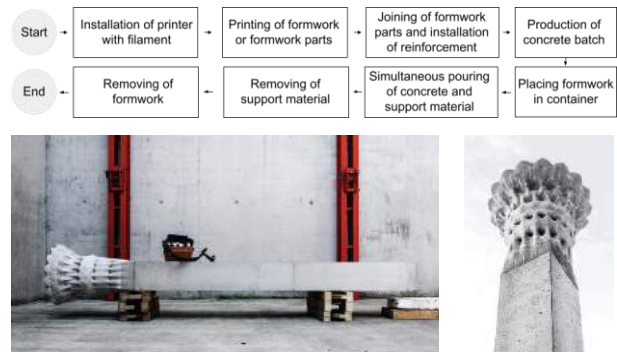 Start
Installation of printer
with filament
Printing of formwork
or formwork parts
Joining of formwork
parts and installation
of reinforcement
Production of
concrete batch
Placing formwork
in container
Simultaneous pouring
of concrete and
support material
Removing of
support material
Removing of
formwork
End